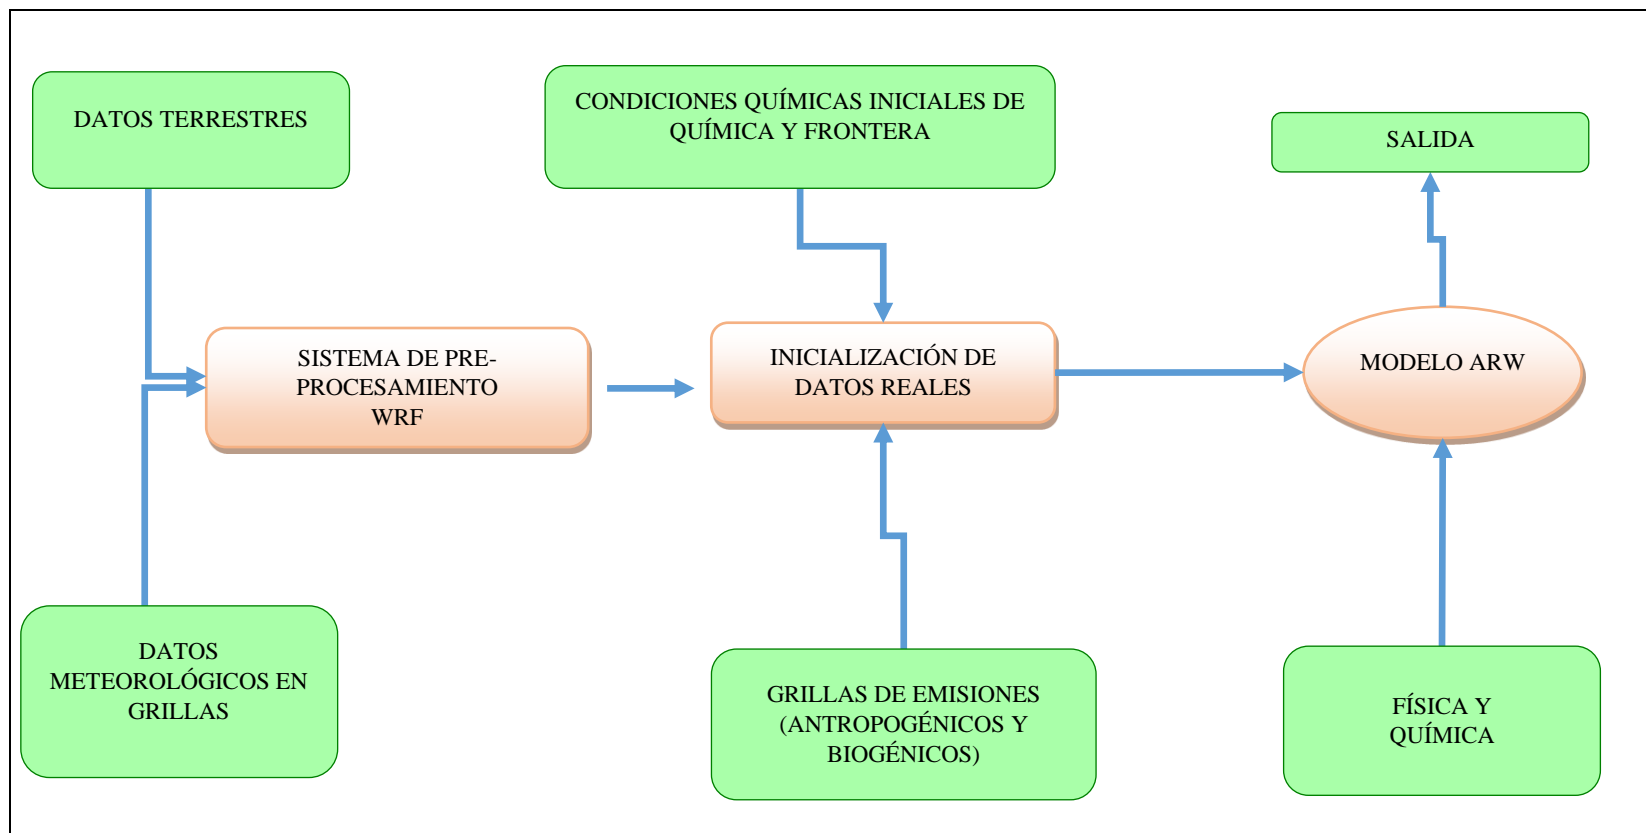 DATOS TERRESTRES
CONDICIONES QUÍMICAS INICIALES DE
QUÍMICA Y FRONTERA
SALIDA
SISTEMA DE PRE-
PROCESAMIENTO
WRF
INICIALIZACIÓN DE
DATOS REALES
MODELO ARW
DATOS
METEOROLÓGICOS EN
GRILLAS
GRILLAS DE EMISIONES
(ANTROPOGÉNICOS Y
BIOGÉNICOS)
FÍSICA Y
QUÍMICA